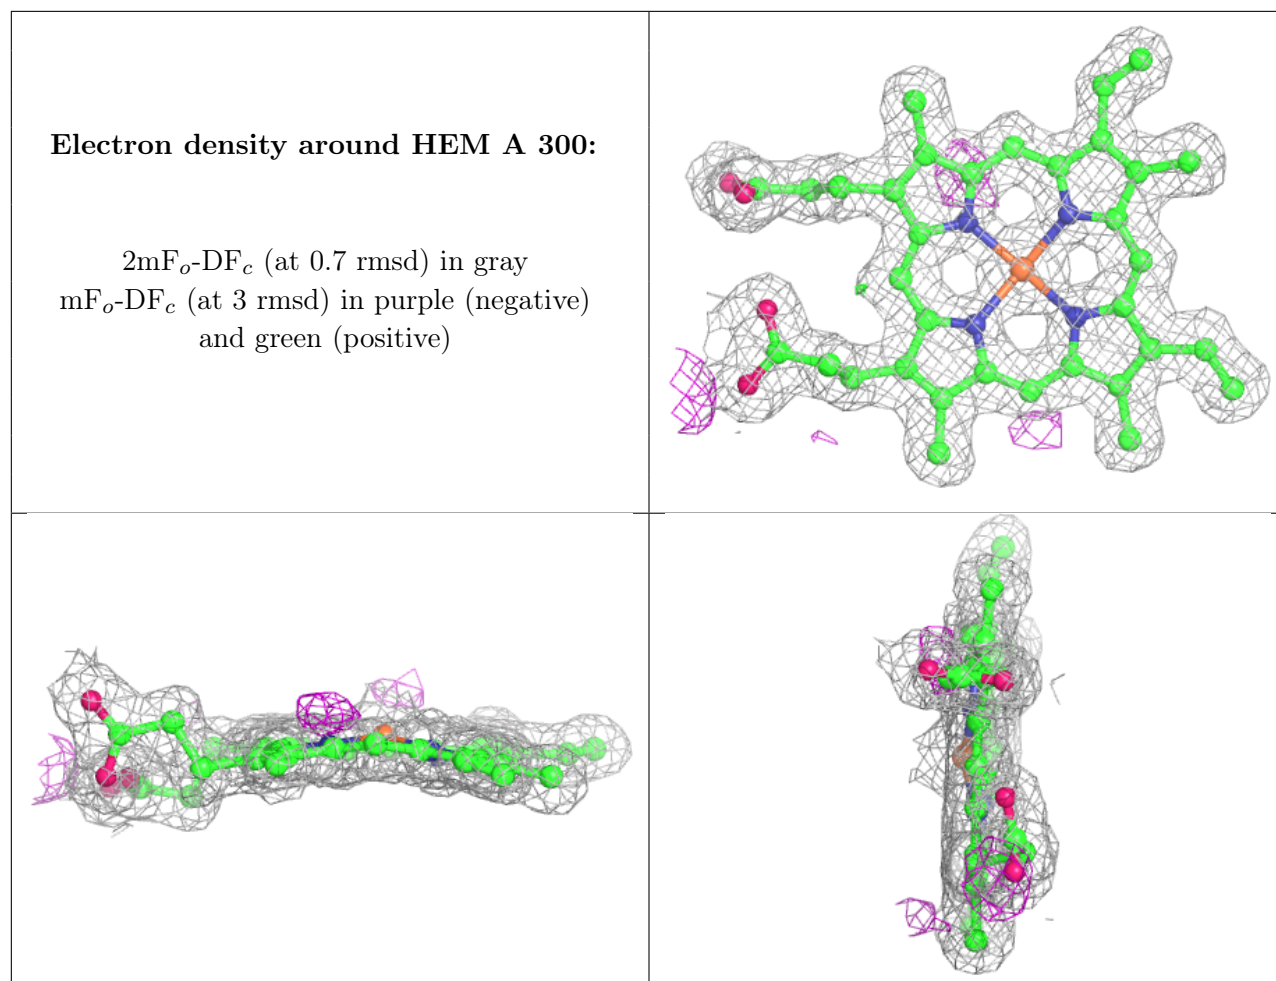 Electron density around HEM A 300:
2mFₒ-DF𝑐 (at 0.7 rmsd) in gray
mFₒ-DF𝑐 (at 3 rmsd) in purple (negative)
and green (positive)